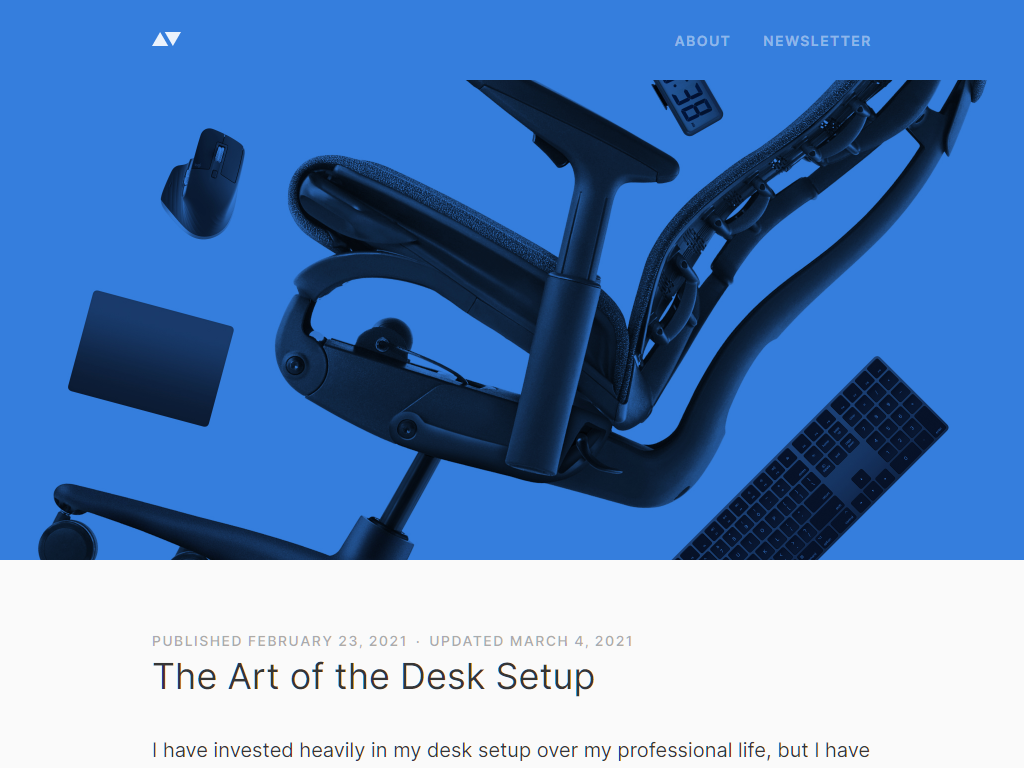 ABOUT NEWSLETTER
:38
PUBLISHED FEBRUARY 23, 2021 · UPDATED MARCH 4, 2021
The Art of the Desk Setup
I have invested heavily in my desk setup over my professional life, but I have